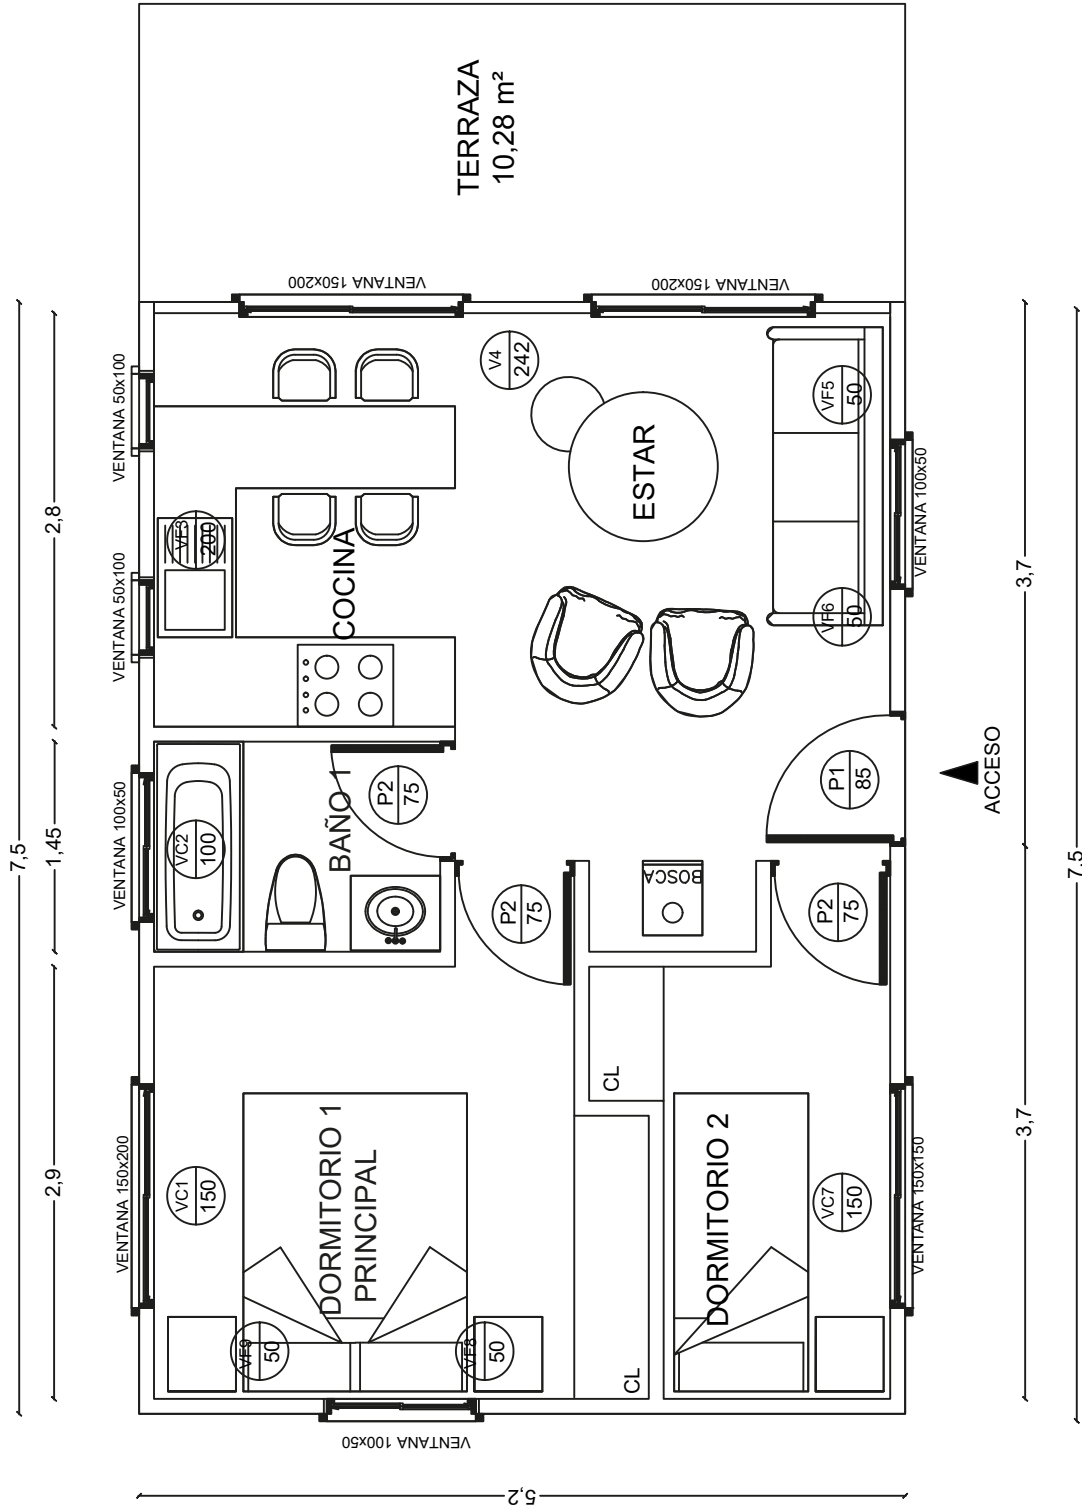 TERRAZA
10,28 m²
VENTANA 150x200
VENTANA 150x200
7,5
2,8
1,45
2,9
VENTANA 50x100
VENTANA 50x100
VENTANA 100x50
VENTANA 150x200
V4
242
VF5
50
VF3
200
VF6
50
COCINA
ESTAR
VENTANA 100x50
3,7
3,7
7,5
VC2
100
BAÑO 1
P2
75
P1
85
ACCESO
P2
75
BOSCA
P2
75
CL
CL
VC1
150
DORMITORIO 1
PRINCIPAL
DORMITORIO 2
VC7
150
VENTANA 150x150
VF9
50
VF8
50
VENTANA 100x50
5,2